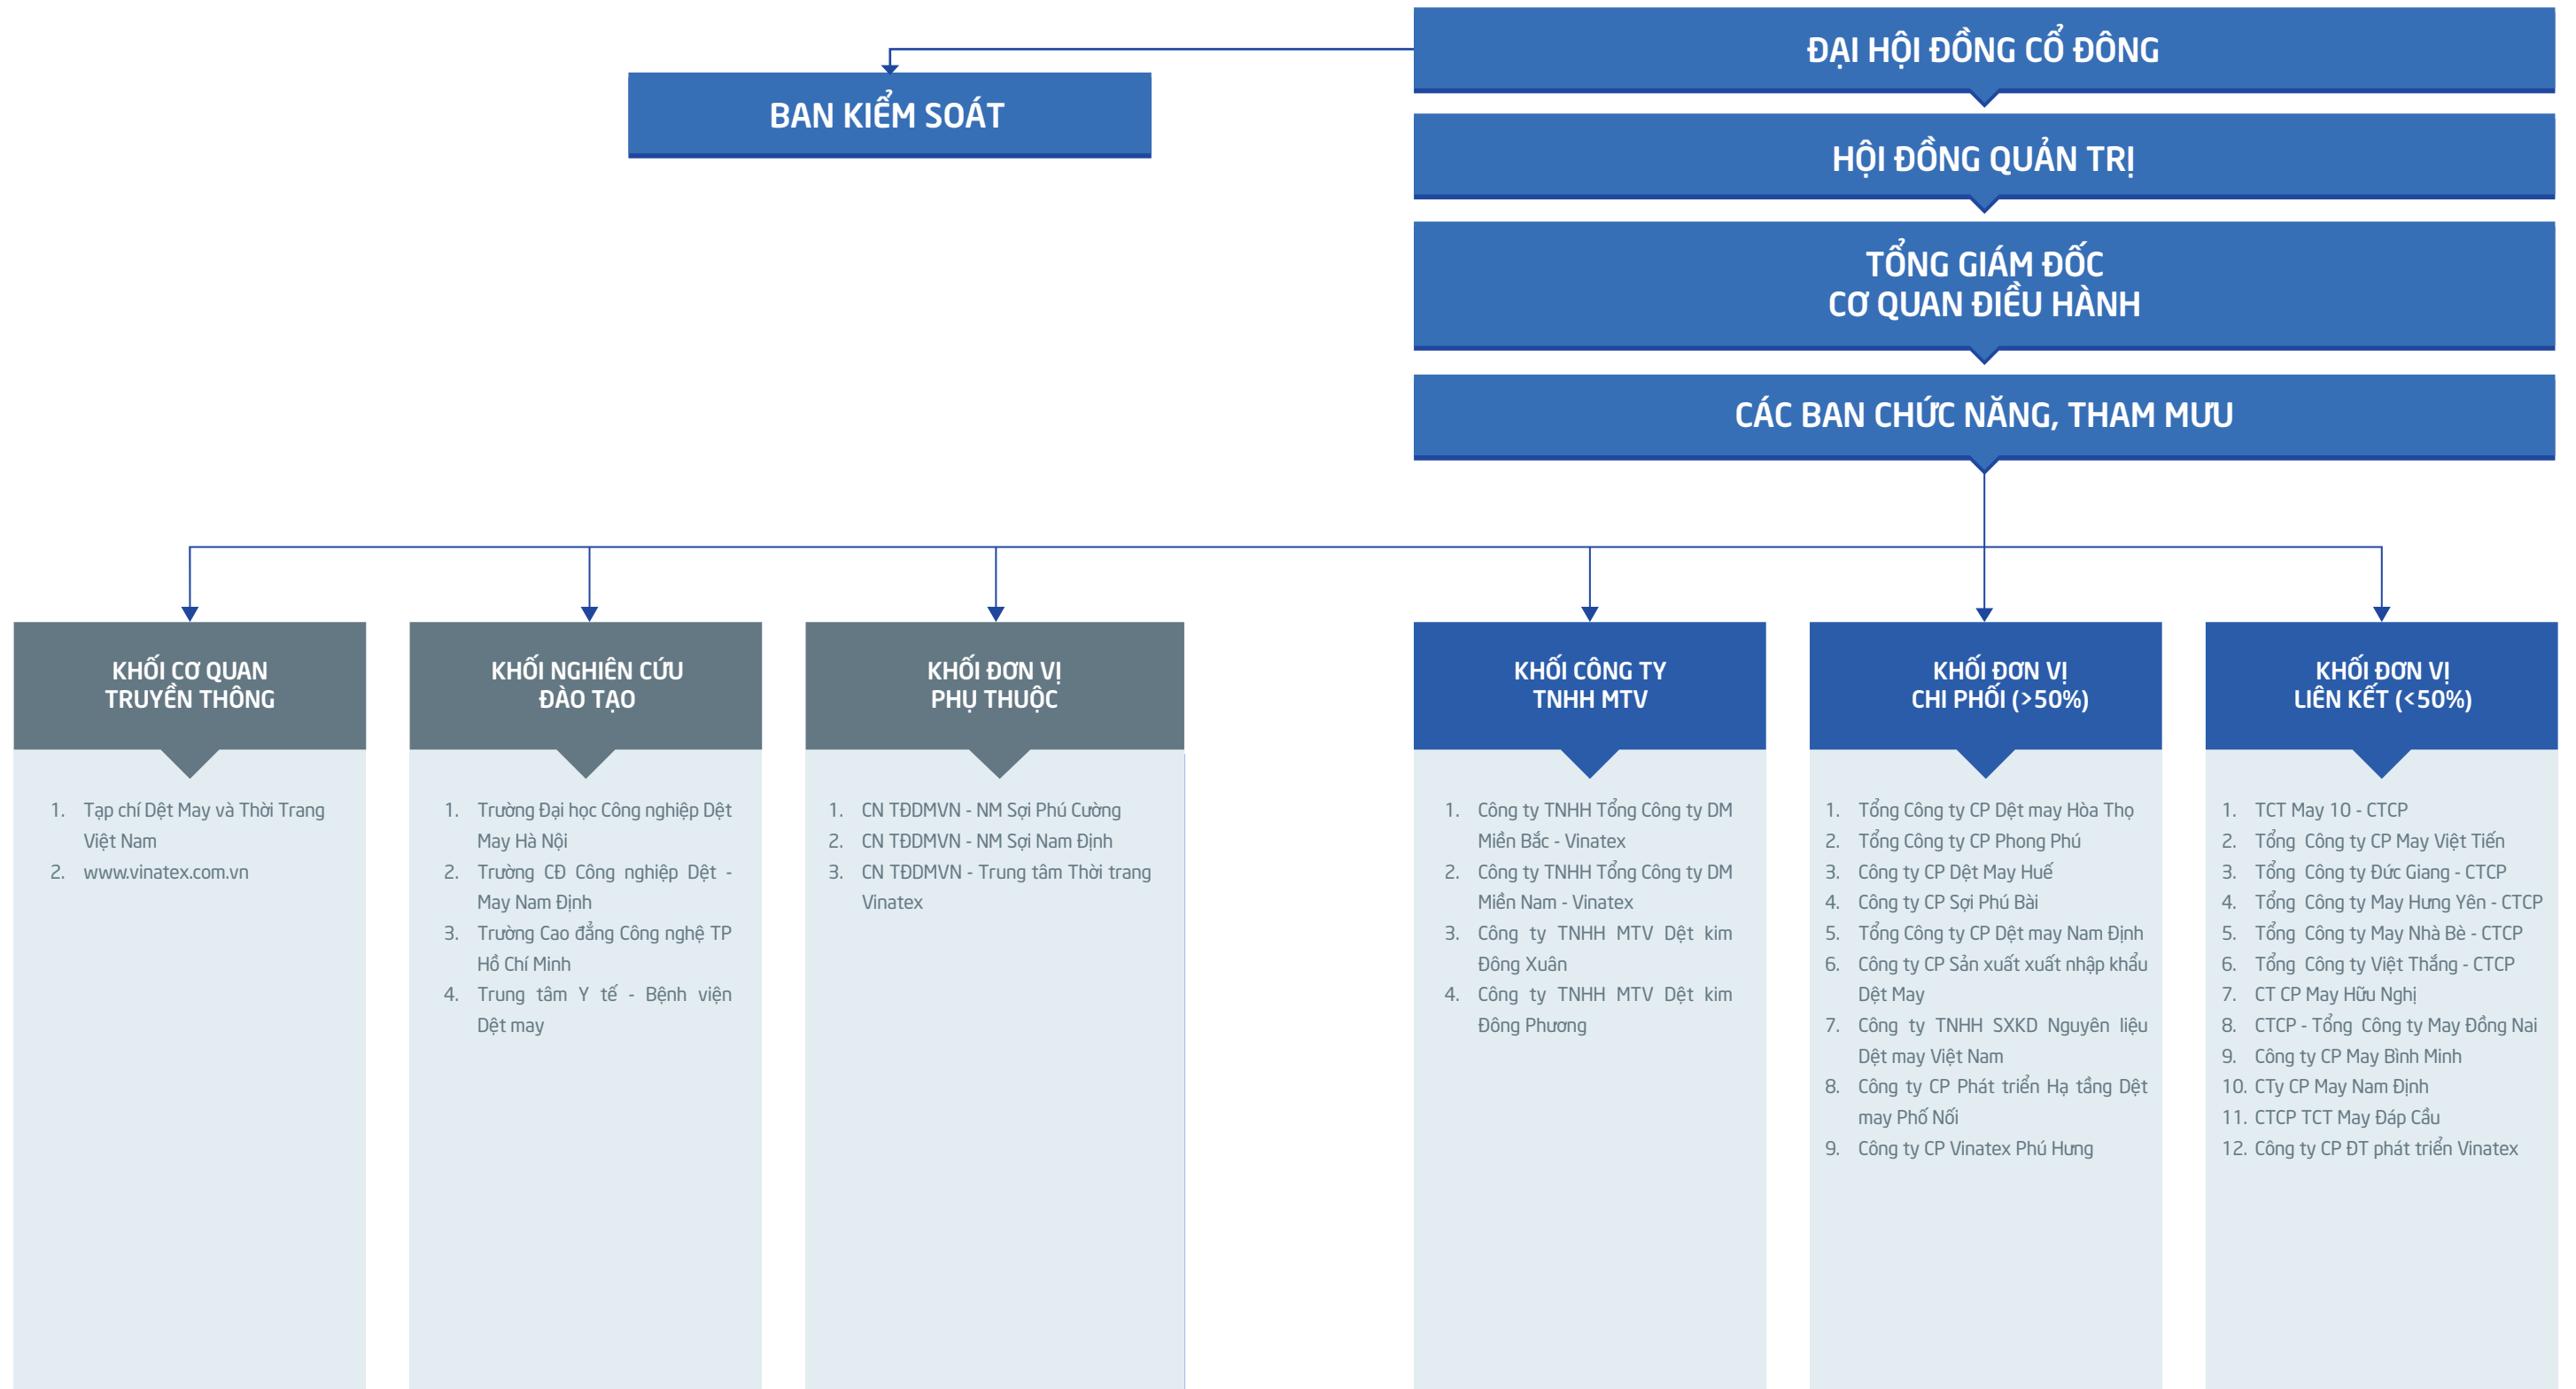 ĐẠI HỘI ĐỒNG CỔ ĐÔNG
BAN KIỂM SOÁT
HỘI ĐỒNG QUẢN TRỊ
TỔNG GIÁM ĐỐC
CƠ QUAN ĐIỀU HÀNH
CÁC BAN CHỨC NĂNG, THAM MƯU
KHỐI CƠ QUAN
TRUYỀN THÔNG
1. Tạp chí Dệt May và Thời Trang
Việt Nam
2. www.vinatex.com.vn
KHỐI NGHIÊN CỨU
ĐÀO TẠO
1. Trường Đại học Công nghiệp Dệt
May Hà Nội
2. Trường CĐ Công nghiệp Dệt -
May Nam Định
3. Trường Cao đẳng Công nghệ TP
Hồ Chí Minh
4. Trung tâm Y tế - Bệnh viện
Dệt may
KHỐI ĐƠN VỊ
PHỤ THUỘC
1. CN TĐDMVN - NM Sợi Phú Cường
2. CN TĐDMVN - NM Sợi Nam Định
3. CN TĐDMVN - Trung tâm Thời trang
Vinatex
KHỐI CÔNG TY
TNHH MTV
1. Công ty TNHH Tổng Công ty DM
Miền Bắc - Vinatex
2. Công ty TNHH Tổng Công ty DM
Miền Nam - Vinatex
3. Công ty TNHH MTV Dệt kim
Đông Xuân
4. Công ty TNHH MTV Dệt kim
Đông Phương
KHỐI ĐƠN VỊ
CHI PHỐI (>50%)
1. Tổng Công ty CP Dệt may Hòa Thọ
2. Tổng Công ty CP Phong Phú
3. Công ty CP Dệt May Huế
4. Công ty CP Sợi Phú Bài
5. Tổng Công ty CP Dệt may Nam Định
6. Công ty CP Sản xuất xuất nhập khẩu
Dệt May
7. Công ty TNHH SXKD Nguyên liệu
Dệt may Việt Nam
8. Công ty CP Phát triển Hạ tầng Dệt
may Phố Nối
9. Công ty CP Vinatex Phú Hưng
KHỐI ĐƠN VỊ
LIÊN KẾT (<50%)
1. TCT May 10 - CTCP
2. Tổng Công ty CP May Việt Tiến
3. Tổng Công ty Đức Giang - CTCP
4. Tổng Công ty May Hưng Yên - CTCP
5. Tổng Công ty May Nhà Bè - CTCP
6. Tổng Công ty Việt Thắng - CTCP
7. CT CP May Hữu Nghị
8. CTCP - Tổng Công ty May Đồng Nai
9. Công ty CP May Bình Minh
10. CTy CP May Nam Định
11. CTCP TCT May Đáp Cầu
12. Công ty CP ĐT phát triển Vinatex